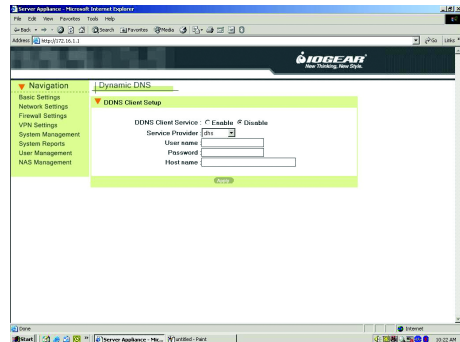 Server Appliance - Microsoft Internet Explorer
File Edit View Favorites Tools Help
Back Search Favorites Media
Address http://172.16.1.1 Go Links
IOGEAR
New Thinking, New Style.
Navigation
Basic Settings
Network Settings
Firewall Settings
VPN Settings
System Management
System Reports
User Management
NAS Management
Dynamic DNS
DDNS Client Setup
DDNS Client Service : Enable Disable
Service Provider : dhs
User name :
Password :
Host name :
Apply
Done Internet
Start Server Appliance - Mic... untitled - Paint 10:22 AM